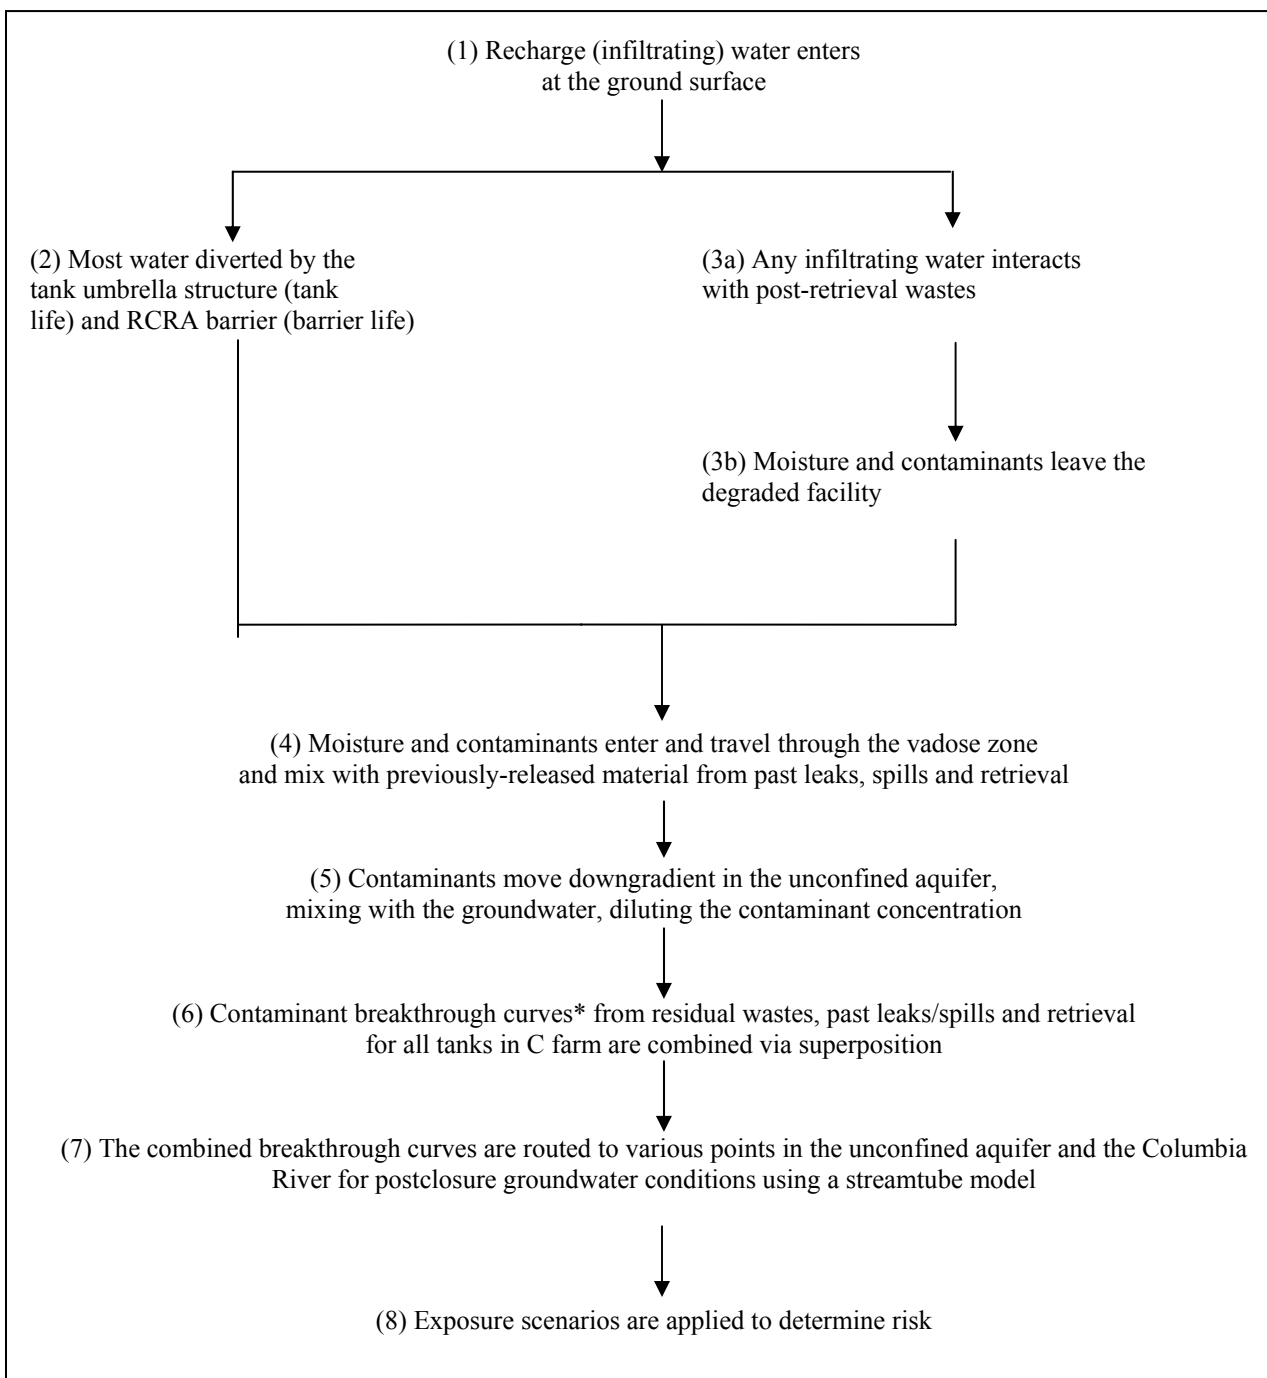 (1) Recharge (infiltrating) water enters
at the ground surface
(2) Most water diverted by the
tank umbrella structure (tank
life) and RCRA barrier (barrier life)
(3a) Any infiltrating water interacts
with post-retrieval wastes
(3b) Moisture and contaminants leave the
degraded facility
(4) Moisture and contaminants enter and travel through the vadose zone
and mix with previously-released material from past leaks, spills and retrieval
(5) Contaminants move downgradient in the unconfined aquifer,
mixing with the groundwater, diluting the contaminant concentration
(6) Contaminant breakthrough curves* from residual wastes, past leaks/spills and retrieval
for all tanks in C farm are combined via superposition
(7) The combined breakthrough curves are routed to various points in the unconfined aquifer and the Columbia
River for postclosure groundwater conditions using a streamtube model
(8) Exposure scenarios are applied to determine risk